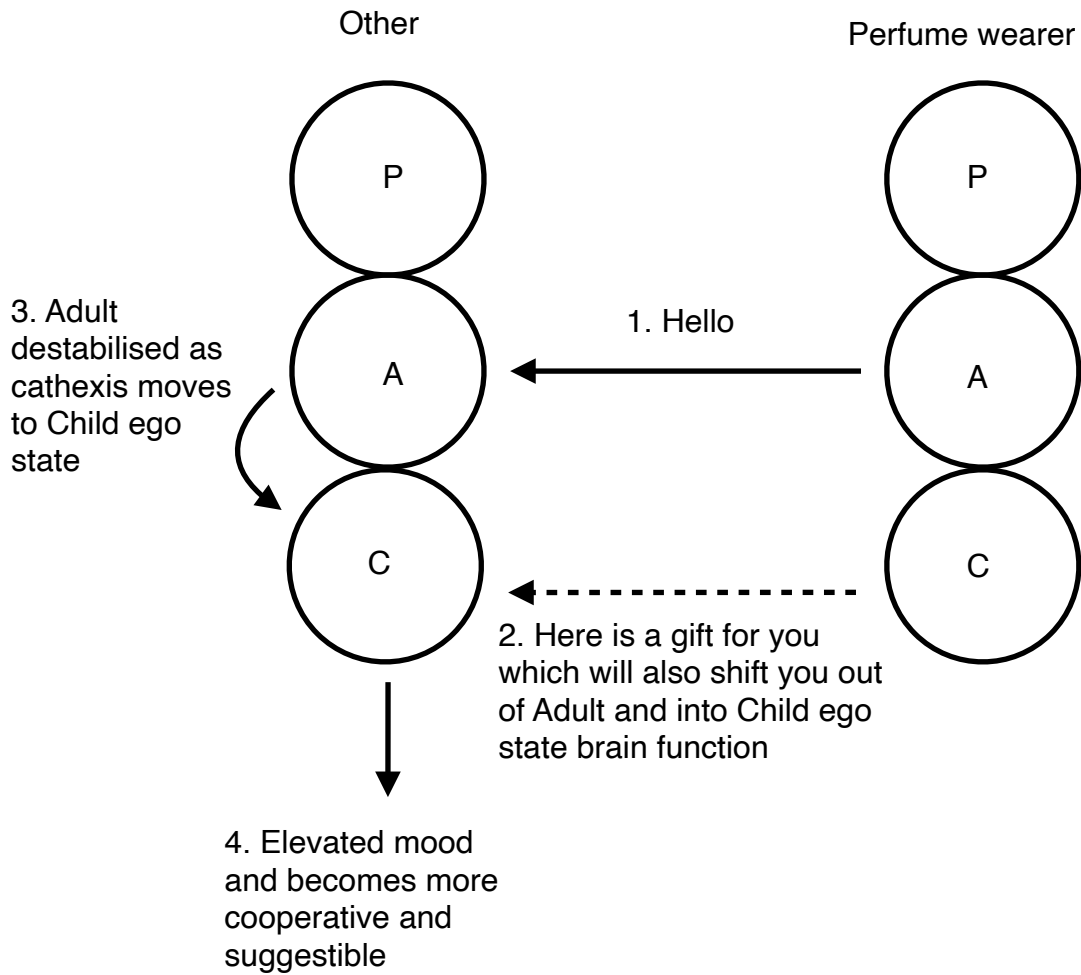 Other
Perfume wearer
P
P
3. Adult
destabilised as
cathexis moves
to Child ego
state
1. Hello
A
A
C
C
2. Here is a gift for you
which will also shift you out
of Adult and into Child ego
state brain function
4. Elevated mood
and becomes more
cooperative and
suggestible